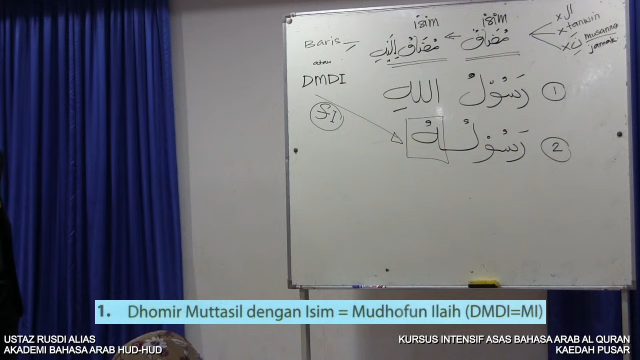 isim isim
Baris مُضَافٌ إِلَيْهِ ← مُضَافٌ x ال
x tanwin
x نَ musanna
jamak
atau
DMDI رَسُوْلُ اللهِ 1
SI رَسُوْلُـهُ 2
1. Dhomir Muttasil dengan Isim = Mudhofun Ilaih (DMDI=MI)
USTAZ RUSDI ALIAS
AKADEMI BAHASA ARAB HUD-HUD
KURSUS INTENSIF ASAS BAHASA ARAB AL QURAN
KAEDAH PUSAR